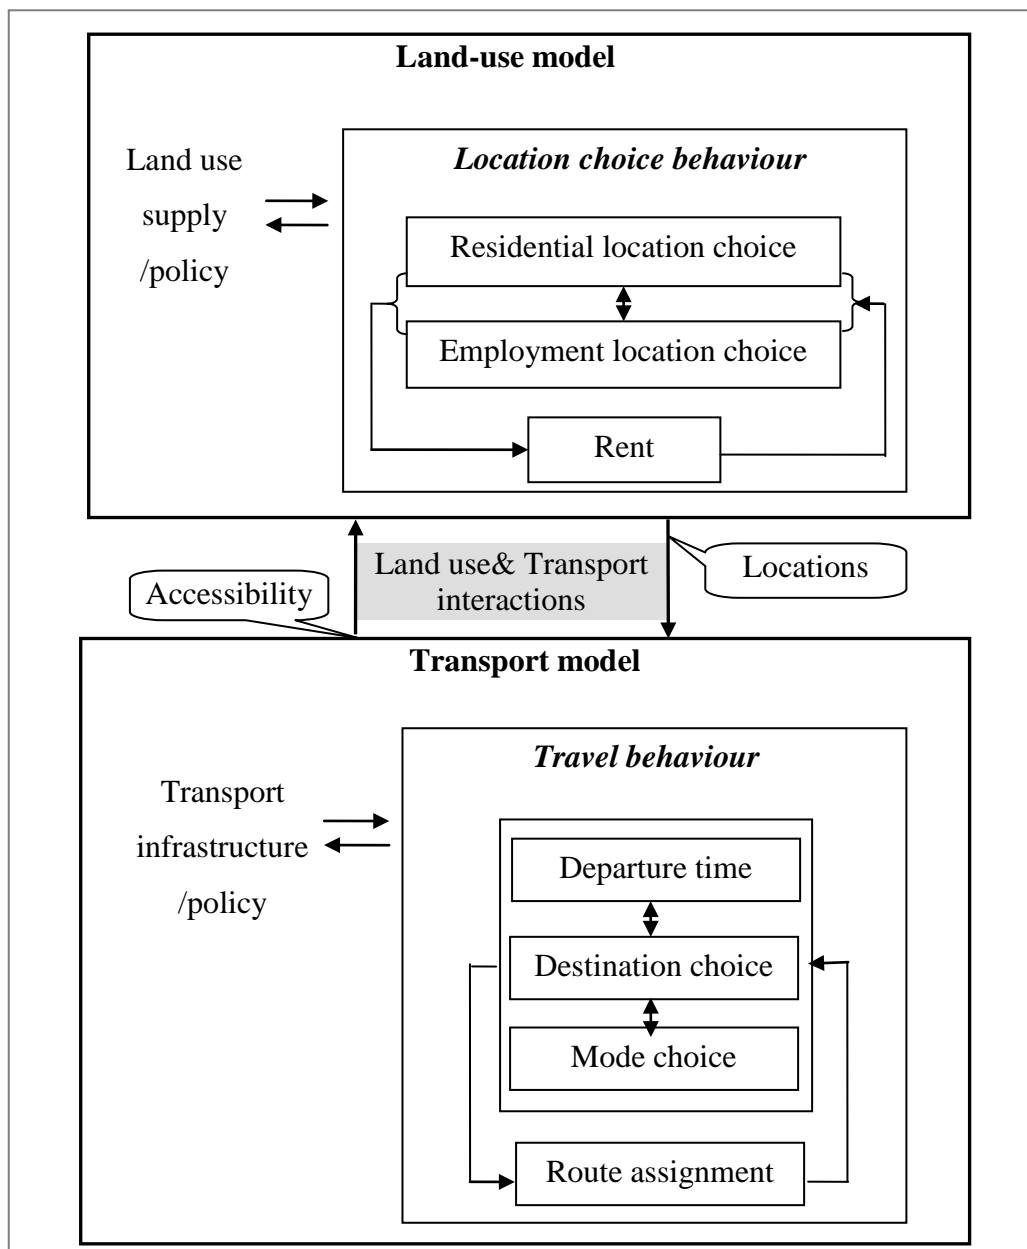 Land-use model
Land use
supply
/policy
Location choice behaviour
Residential location choice
Employment location choice
Rent
Land use& Transport
interactions
Locations
Accessibility
Transport model
Transport
infrastructure
/policy
Travel behaviour
Departure time
Destination choice
Mode choice
Route assignment